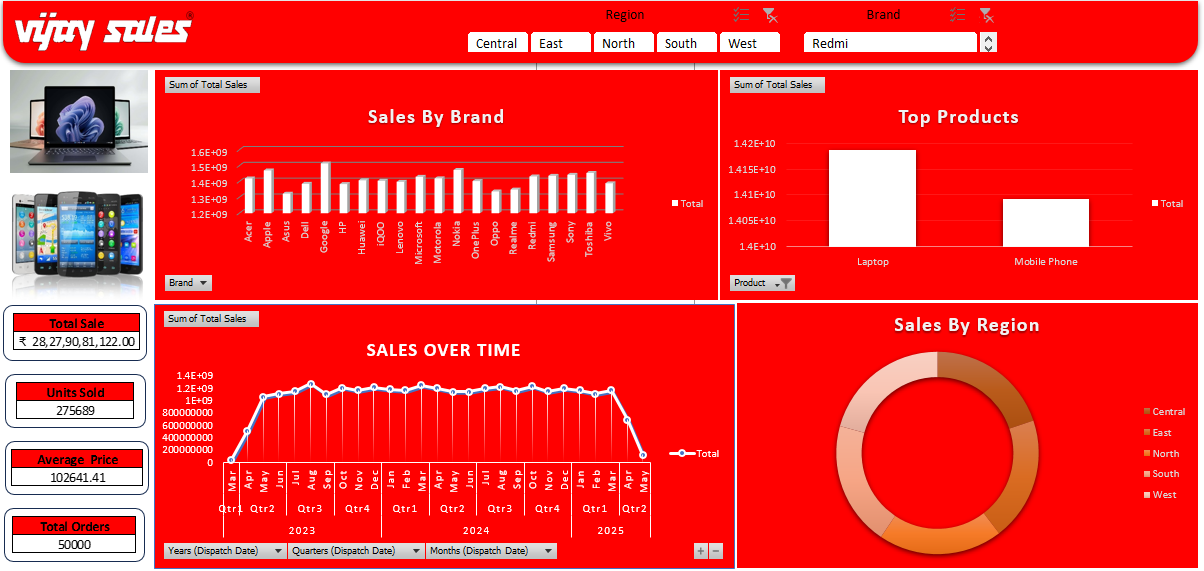 vijay sales
Region
Brand
Central East North South West
Redmi
Sum of Total Sales
Sales By Brand
1.6E+09
1.5E+09
1.4E+09
1.3E+09
1.2E+09
Acer Apple Asus Dell Google HP Huawei iQOO Lenovo Microsoft Motorola Nokia OnePlus Oppo Realme Redmi Samsung Sony Toshiba Vivo
Total
Brand
Sum of Total Sales
Top Products
1.42E+10
1.415E+10
1.41E+10
1.405E+10
1.4E+10
Laptop Mobile Phone
Total
Product
Total Sale
₹ 28,27,90,81,122.00
Units Sold
275689
Average Price
102641.41
Total Orders
50000
Sum of Total Sales
SALES OVER TIME
1.4E+09
1.2E+09
1E+09
800000000
600000000
400000000
200000000
0
Mar Apr May Jun Jul Aug Sep Oct Nov Dec Jan Feb Mar Apr May Jun Jul Aug Sep Oct Nov Dec Jan Feb Mar Apr May
Qtr1 Qtr2 Qtr3 Qtr4 Qtr1 Qtr2 Qtr3 Qtr4 Qtr1 Qtr2
2023 2024 2025
Total
Years (Dispatch Date) Quarters (Dispatch Date) Months (Dispatch Date)
+ −
Sales By Region
Central
East
North
South
West